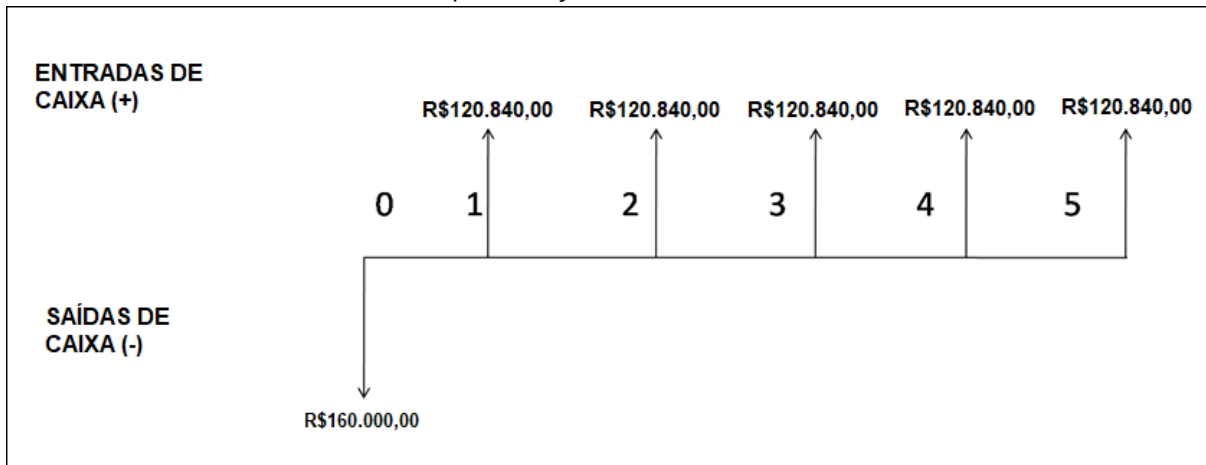 ENTRADAS DE
CAIXA (+)
R$120.840,00 R$120.840,00 R$120.840,00 R$120.840,00 R$120.840,00
0 1 2 3 4 5
SAÍDAS DE
CAIXA (-)
R$160.000,00